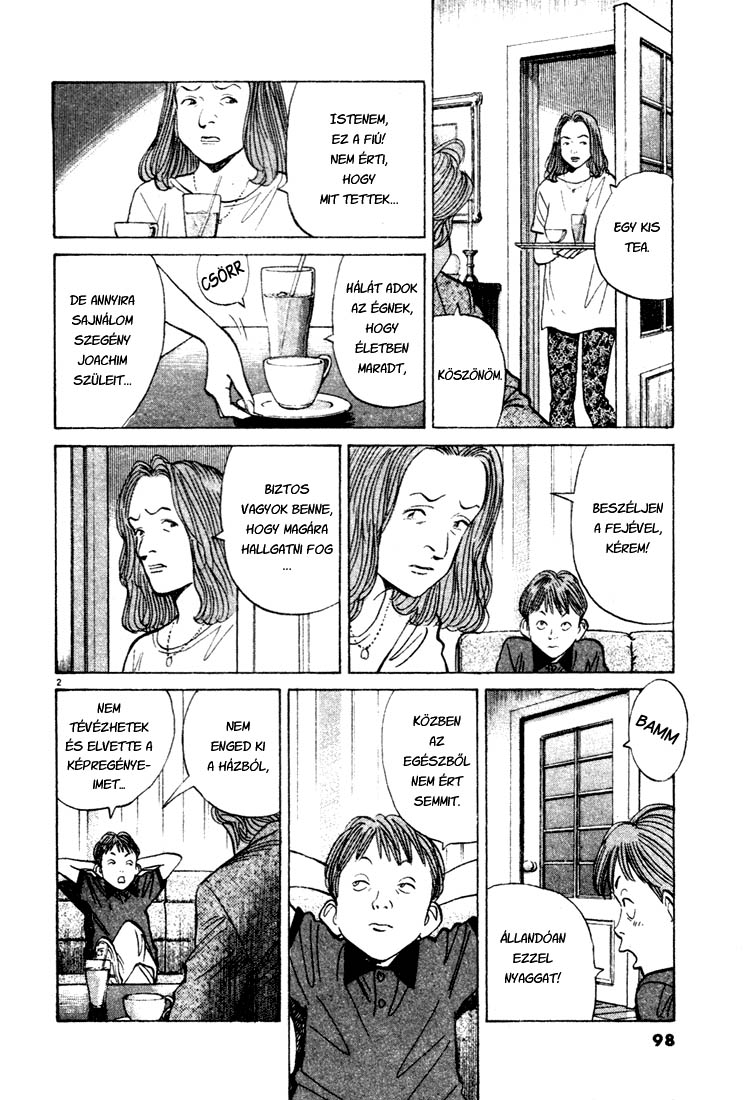 EGY KIS
TEA.
KÖSZÖNÖM.
ISTENEM,
EZ A FIÚ!
NEM ÉRTI,
HOGY
MIT TETTEK...
HÁLÁT ADOK
AZ ÉGNEK,
HOGY
ÉLETBEN
MARADT,
CSÖRR
DE ANNYIRA
SAJNÁLOM
SZEGÉNY
JOACHIM
SZÜLEIT...
BESZÉLJEN
A FEJÉVEL,
KÉREM!
BIZTOS
VAGYOK BENNE,
HOGY MAGÁRA
HALLGATNI FOG
...
2
BAMM
ÁLLANDÓAN
EZZEL
NYAGGAT!
KÖZBEN
AZ
EGÉSZBŐL
NEM ÉRT
SEMMIT.
NEM
ENGED KI
A HÁZBÓL,
NEM
TÉVÉZHETEK
ÉS ELVETTE A
KÉPREGÉNYE-
IMET...
98